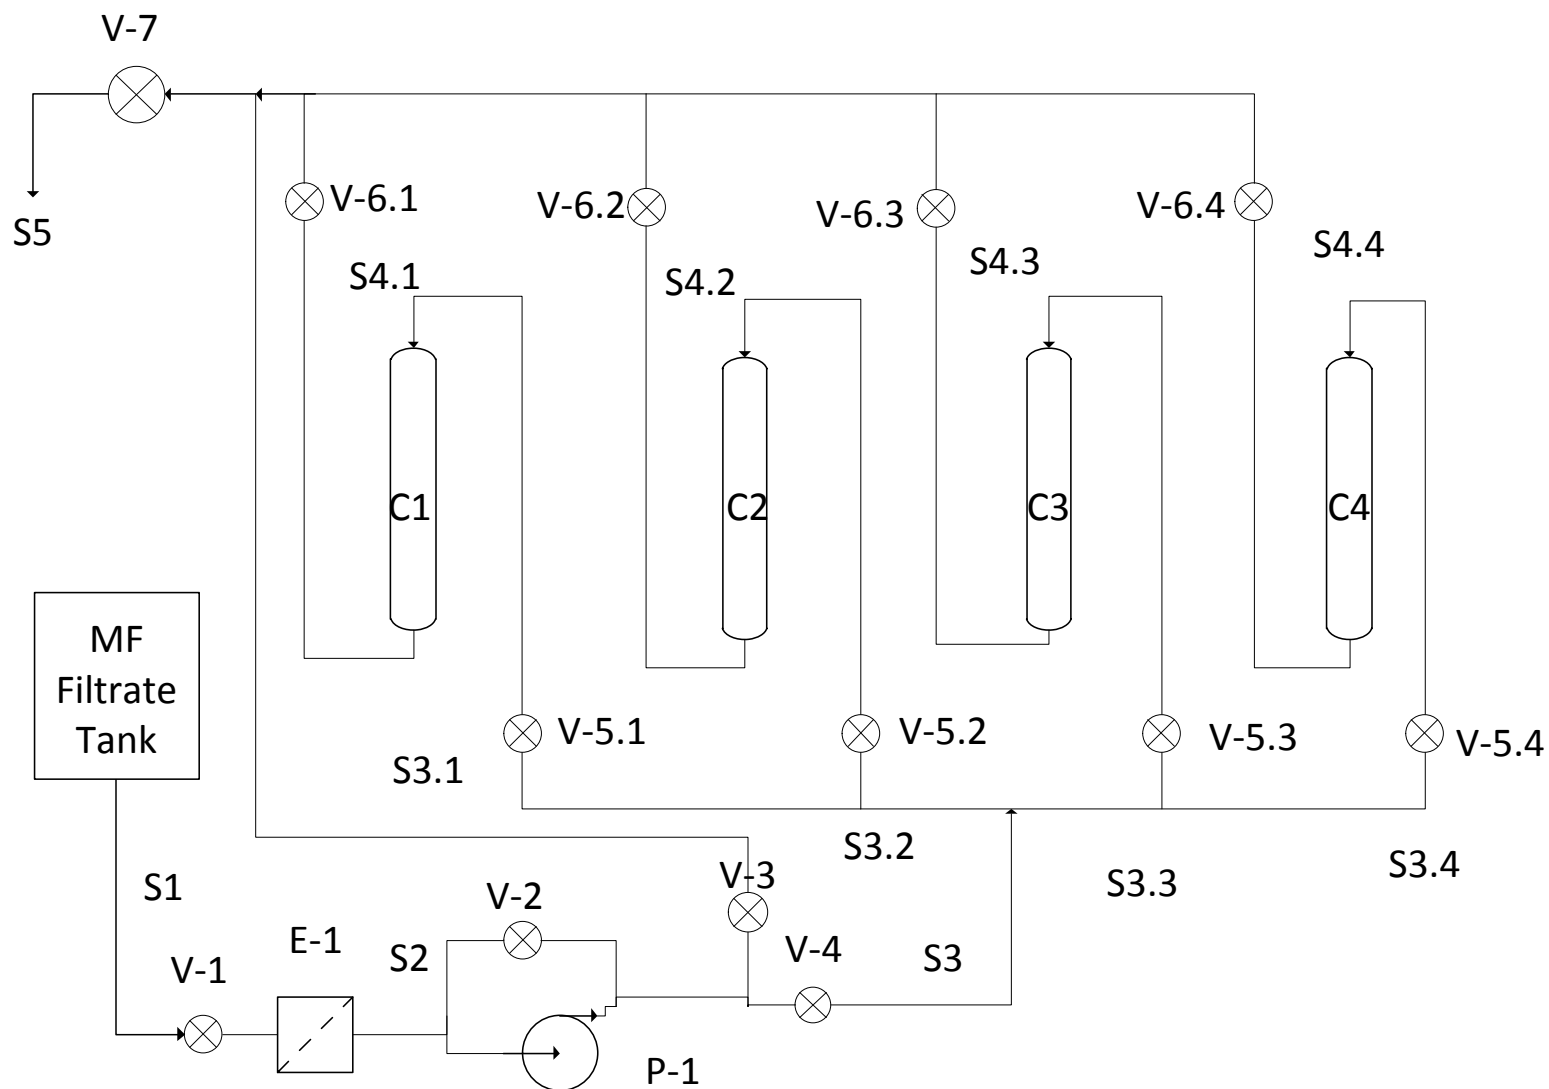 V-7
V-6.1
V-6.2
V-6.3
V-6.4
S5
S4.1
S4.2
S4.3
S4.4
C1
C2
C3
C4
MF
Filtrate
Tank
V-5.1
V-5.2
V-5.3
V-5.4
S3.1
S3.2
S3.3
S3.4
S1
V-2
V-3
E-1
S2
V-4
S3
V-1
P-1